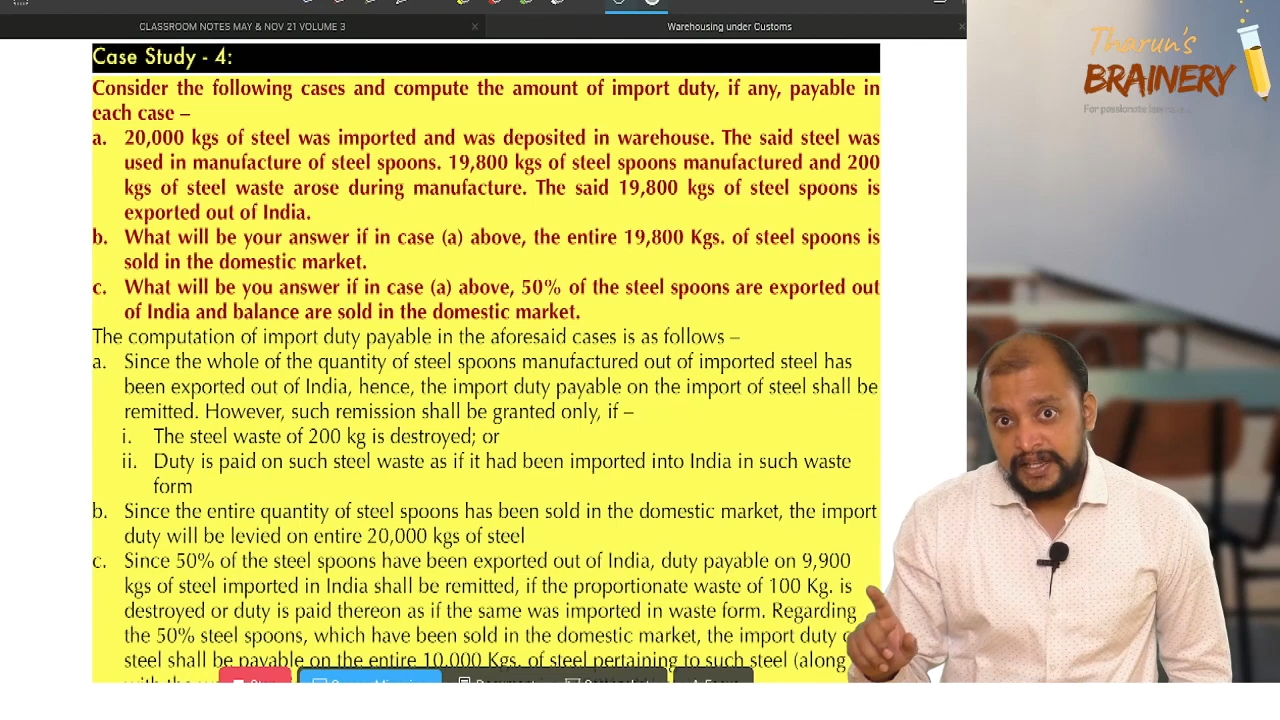 CLASSROOM NOTES MAY & NOV 21 VOLUME 3
Warehousing under Customs
Tharun's
BRAINERY
For passionate learners...
Case Study - 4:
Consider the following cases and compute the amount of import duty, if any, payable in
each case –
a. 20,000 kgs of steel was imported and was deposited in warehouse. The said steel was
used in manufacture of steel spoons. 19,800 kgs of steel spoons manufactured and 200
kgs of steel waste arose during manufacture. The said 19,800 kgs of steel spoons is
exported out of India.
b. What will be your answer if in case (a) above, the entire 19,800 Kgs. of steel spoons is
sold in the domestic market.
c. What will be you answer if in case (a) above, 50% of the steel spoons are exported out
of India and balance are sold in the domestic market.
The computation of import duty payable in the aforesaid cases is as follows –
a. Since the whole of the quantity of steel spoons manufactured out of imported steel has
been exported out of India, hence, the import duty payable on the import of steel shall be
remitted. However, such remission shall be granted only, if –
i. The steel waste of 200 kg is destroyed; or
ii. Duty is paid on such steel waste as if it had been imported into India in such waste
form
b. Since the entire quantity of steel spoons has been sold in the domestic market, the import
duty will be levied on entire 20,000 kgs of steel
c. Since 50% of the steel spoons have been exported out of India, duty payable on 9,900
kgs of steel imported in India shall be remitted, if the proportionate waste of 100 Kg. is
destroyed or duty is paid thereon as if the same was imported in waste form. Regarding
the 50% steel spoons, which have been sold in the domestic market, the import duty
steel shall be payable on the entire 10,000 Kgs. of steel pertaining to such steel (along